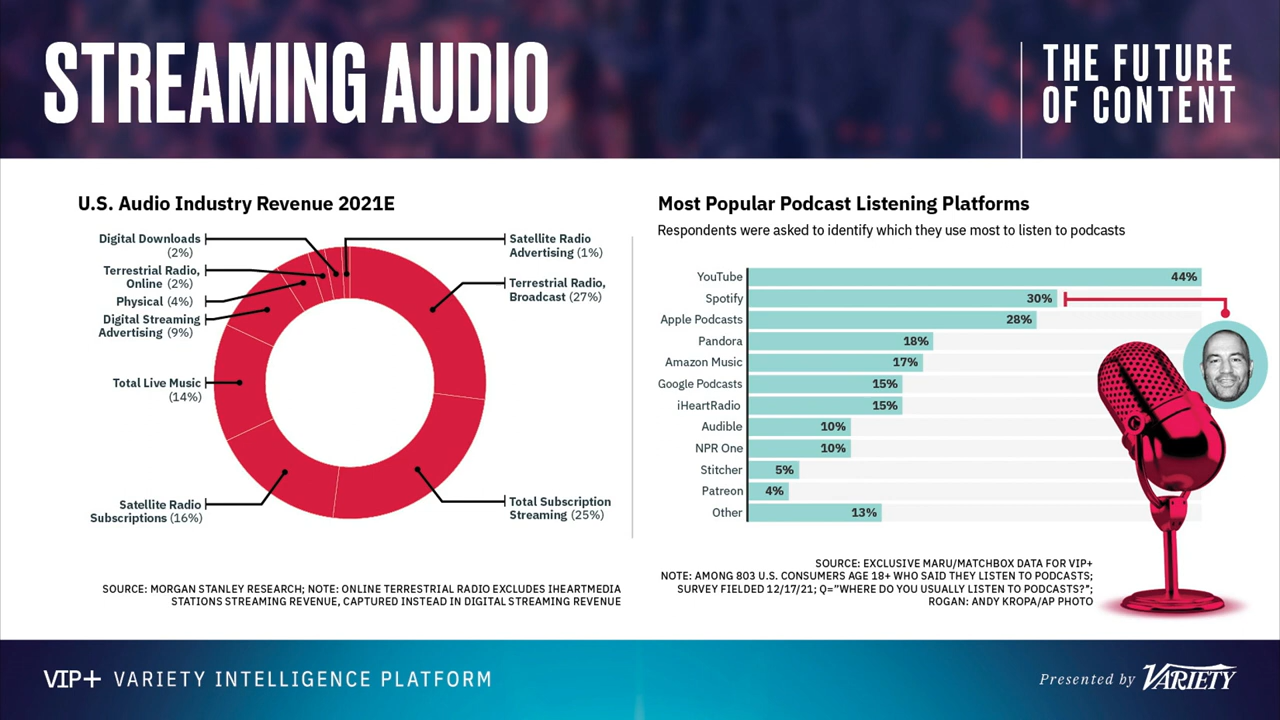 STREAMING AUDIO
THE FUTURE
OF CONTENT
U.S. Audio Industry Revenue 2021E
Digital Downloads
(2%)
Terrestrial Radio,
Online (2%)
Physical (4%)
Digital Streaming
Advertising (9%)
Total Live Music
(14%)
Satellite Radio
Subscriptions (16%)
Satellite Radio
Advertising (1%)
Terrestrial Radio,
Broadcast (27%)
Total Subscription
Streaming (25%)
SOURCE: MORGAN STANLEY RESEARCH; NOTE: ONLINE TERRESTRIAL RADIO EXCLUDES IHEARTMEDIA
STATIONS STREAMING REVENUE, CAPTURED INSTEAD IN DIGITAL STREAMING REVENUE
Most Popular Podcast Listening Platforms
Respondents were asked to identify which they use most to listen to podcasts
YouTube 44%
Spotify 30%
Apple Podcasts 28%
Pandora 18%
Amazon Music 17%
Google Podcasts 15%
iHeartRadio 15%
Audible 10%
NPR One 10%
Stitcher 5%
Patreon 4%
Other 13%
SOURCE: EXCLUSIVE MARU/MATCHBOX DATA FOR VIP+
NOTE: AMONG 803 U.S. CONSUMERS AGE 18+ WHO SAID THEY LISTEN TO PODCASTS;
SURVEY FIELDED 12/17/21; Q="WHERE DO YOU USUALLY LISTEN TO PODCASTS?";
ROGAN: ANDY KROPA/AP PHOTO
VIP+ VARIETY INTELLIGENCE PLATFORM
Presented by VARIETY